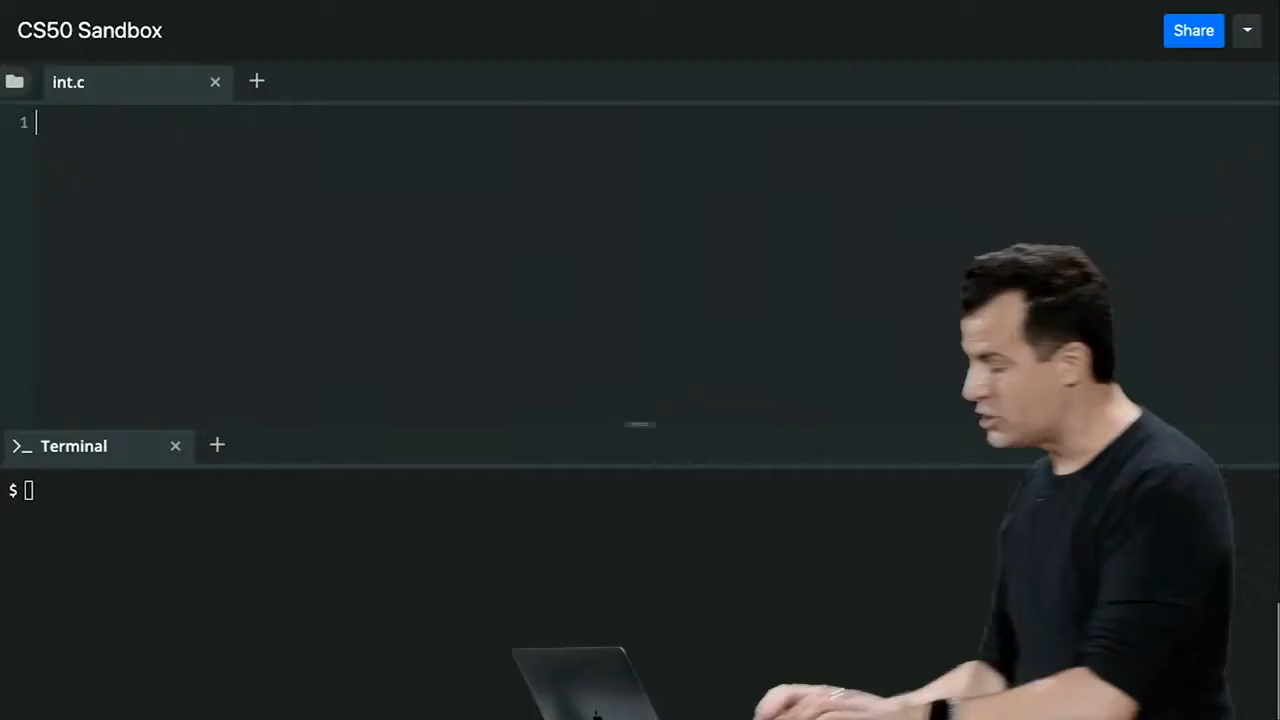 CS50 Sandbox
Share
int.c × +
1
>_ Terminal × +
$